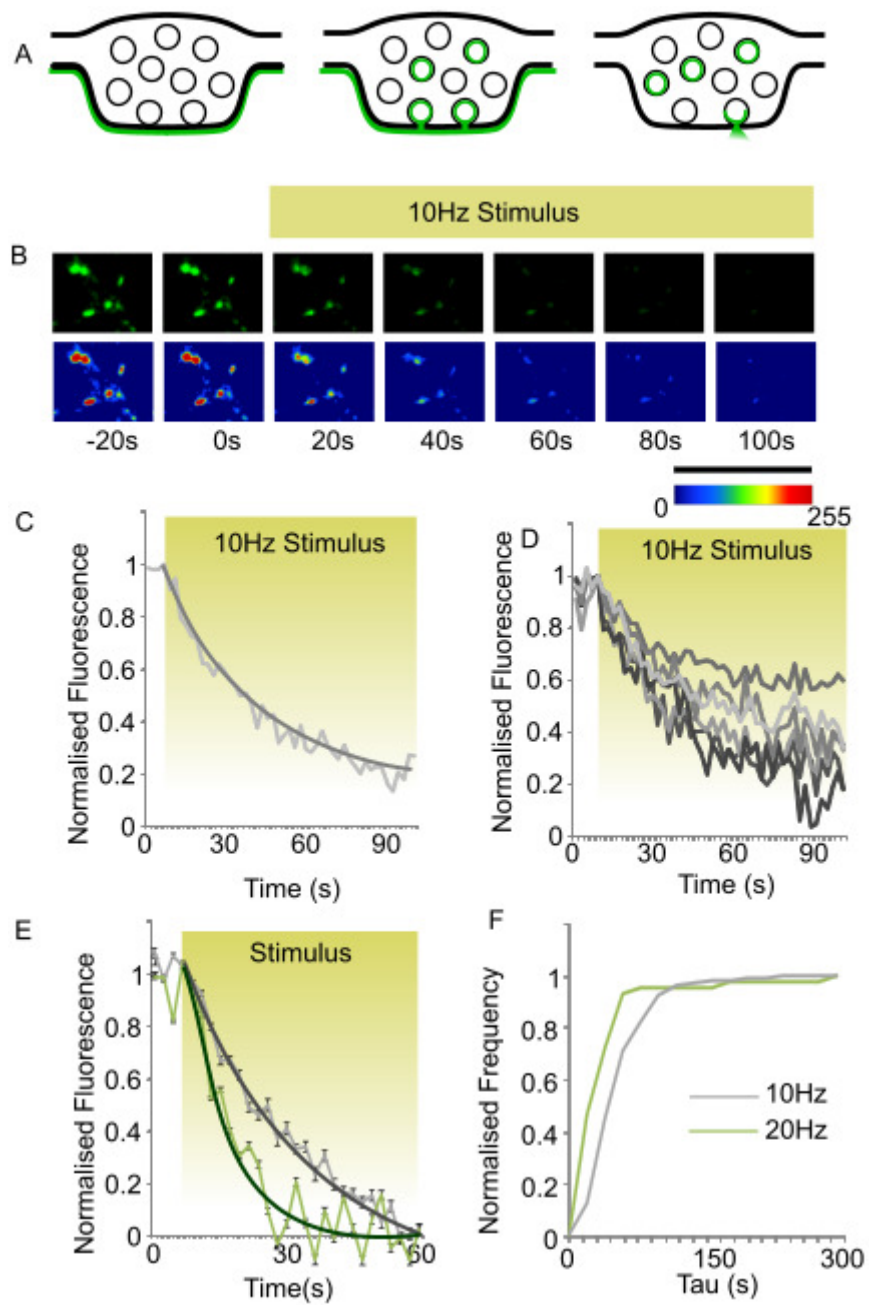 A
10Hz Stimulus
B
-20s 0s 20s 40s 60s 80s 100s
0 255
C
10Hz Stimulus
Normalised Fluorescence
1
0.8
0.6
0.4
0.2
0
0 30 60 90
Time (s)
D
10Hz Stimulus
Normalised Fluorescence
1
0.8
0.6
0.4
0.2
0
0 30 60 90
Time (s)
E
Stimulus
Normalised Fluorescence
1
0.8
0.6
0.4
0.2
0
0 30 60
Time(s)
F
Normalised Frequency
1
0.8
0.6
0.4
0.2
0
10Hz
20Hz
0 150 300
Tau (s)